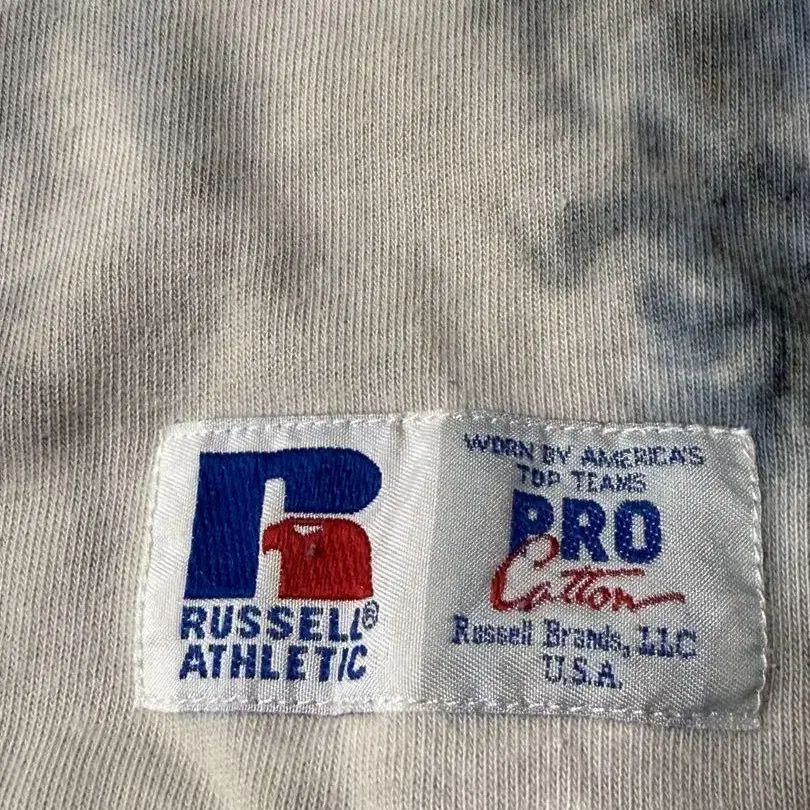 RUSSELL®
ATHLETIC
WORN BY AMERICA'S
TOP TEAMS
PRO
Cotton
Russell Brands, LLC
U.S.A.